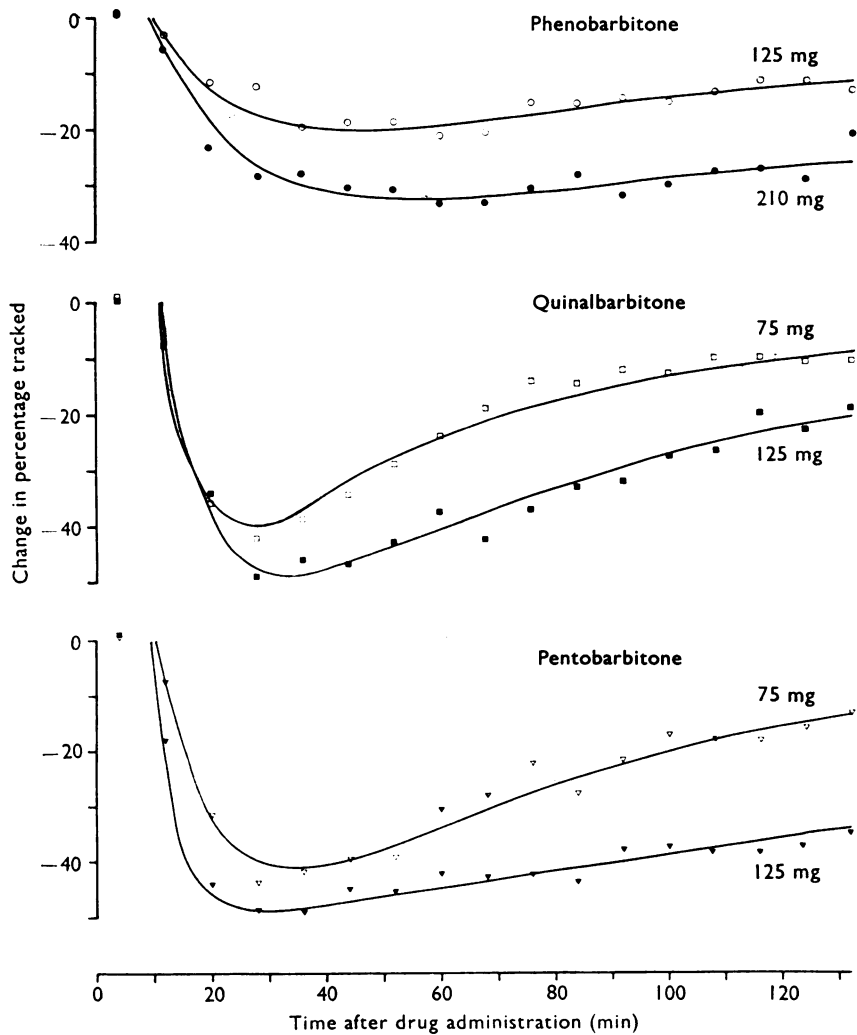 Phenobarbitone
0
125 mg
—20
210 mg
—40
Change in percentage tracked
Quinalbarbitone
0
75 mg
—20
125 mg
—40
Pentobarbitone
0
75 mg
—20
—40
125 mg
0 20 40 60 80 100 120
Time after drug administration (min)